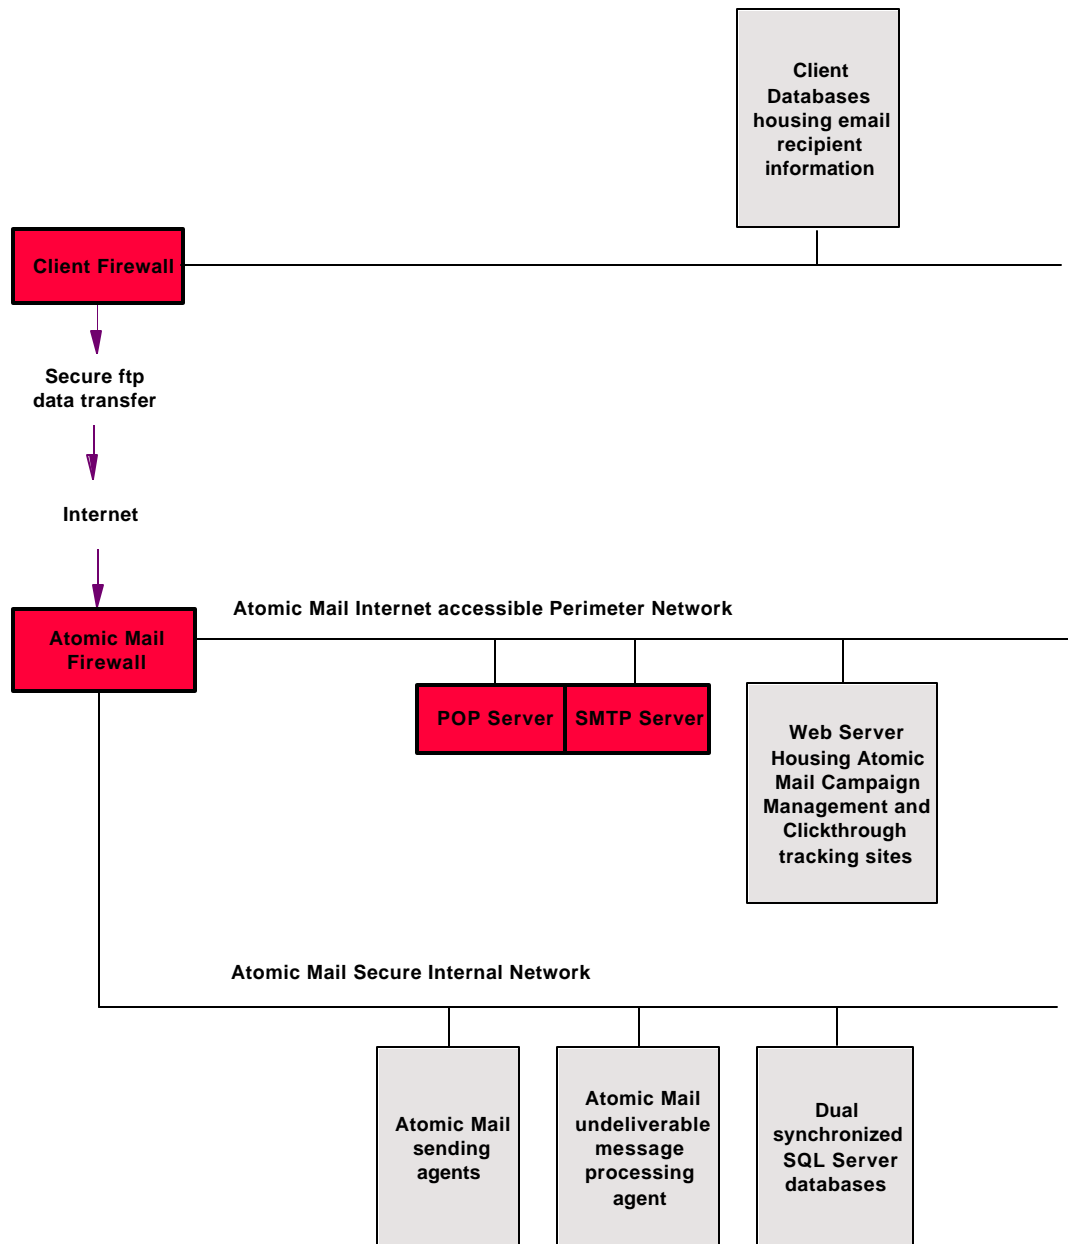 Client
Databases
housing email
recipient
information
Client Firewall
Secure ftp
data transfer
Internet
Atomic Mail Internet accessible Perimeter Network
Atomic Mail
Firewall
POP Server
SMTP Server
Web Server
Housing Atomic
Mail Campaign
Management and
Clickthrough
tracking sites
Atomic Mail Secure Internal Network
Atomic Mail
sending
agents
Atomic Mail
undeliverable
message
processing
agent
Dual
synchronized
SQL Server
databases